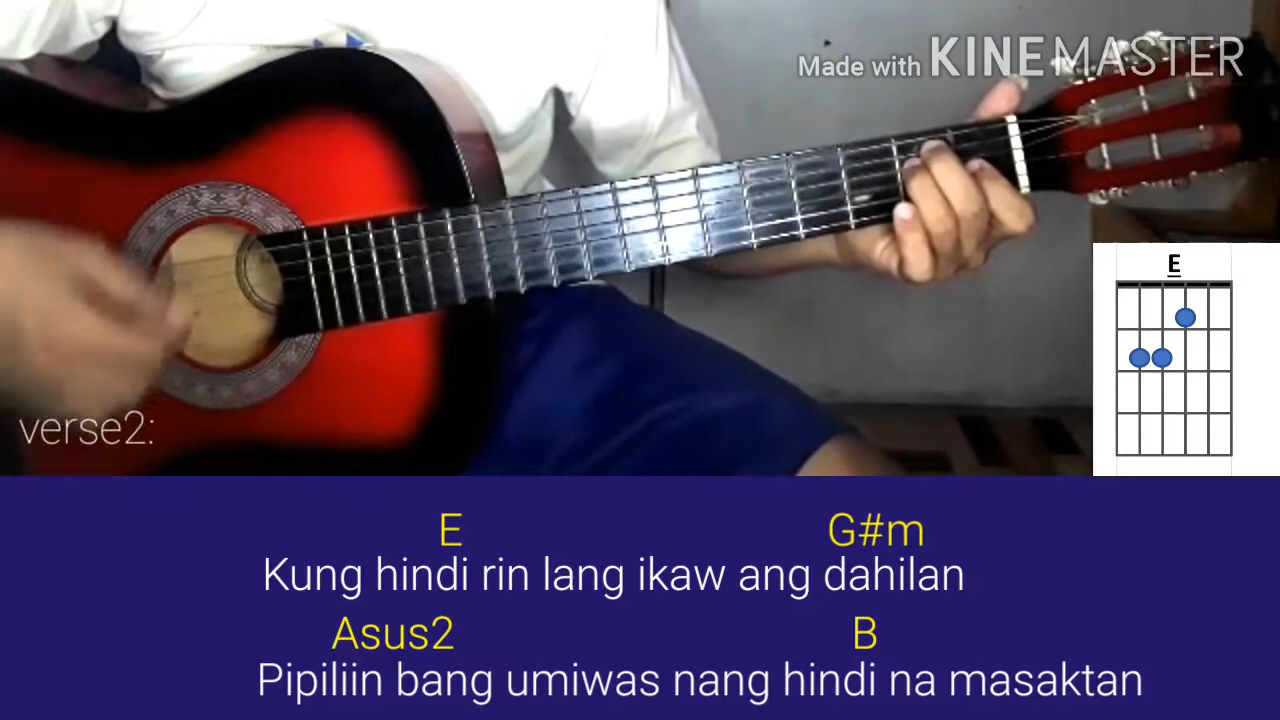 Made with KINEMASTER
E
verse2:
E G#m
Kung hindi rin lang ikaw ang dahilan
Asus2 B
Pipiliin bang umiwas nang hindi na masaktan